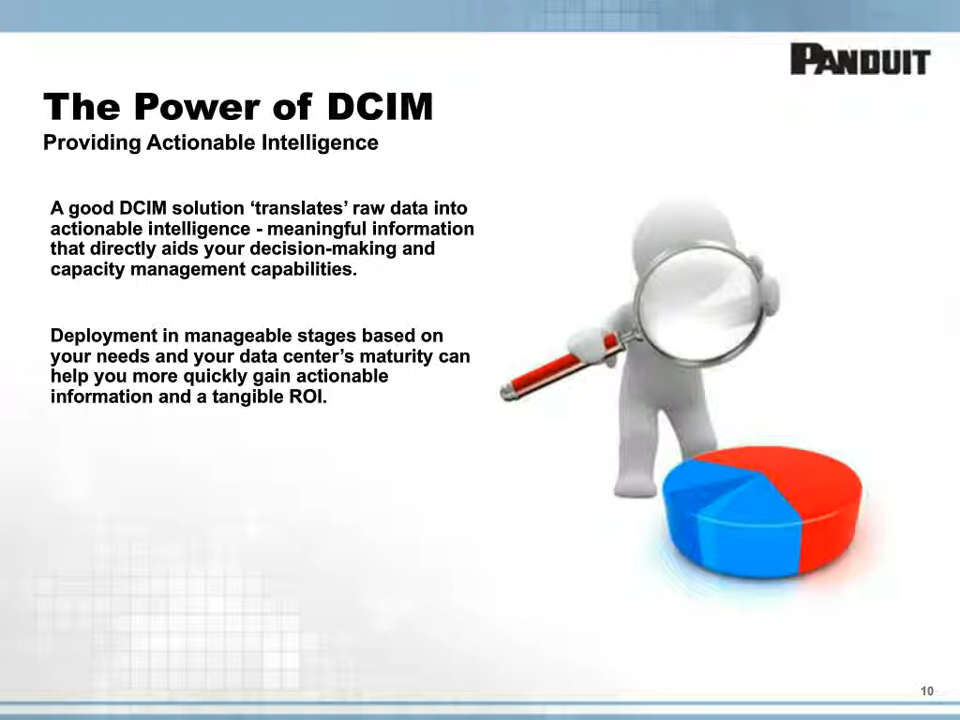 PANDUIT
The Power of DCIM
Providing Actionable Intelligence
A good DCIM solution ‘translates’ raw data into
actionable intelligence - meaningful information
that directly aids your decision-making and
capacity management capabilities.
Deployment in manageable stages based on
your needs and your data center’s maturity can
help you more quickly gain actionable
information and a tangible ROI.
10